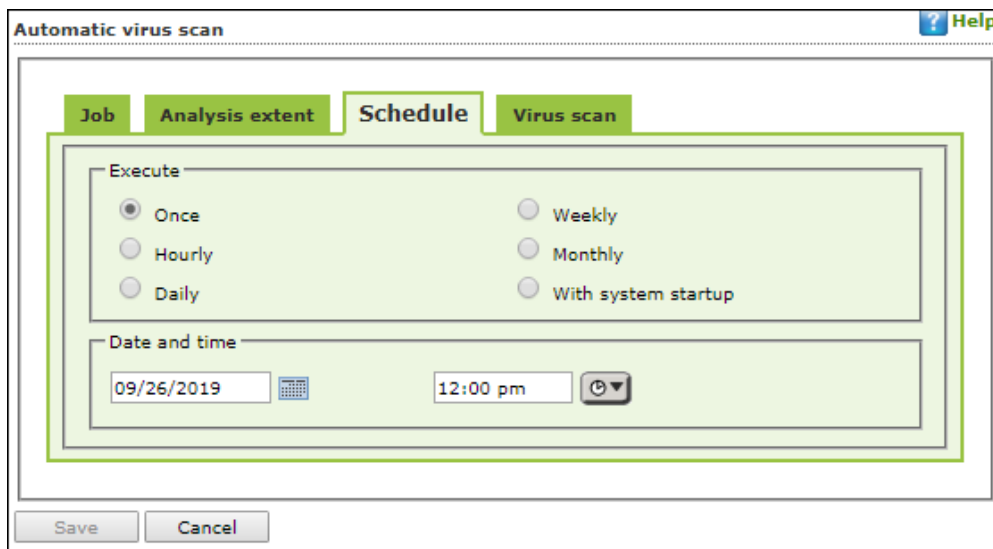 Automatic virus scan
? Help
Job Analysis extent Schedule Virus scan
Execute
Once Weekly
Hourly Monthly
Daily With system startup
Date and time
09/26/2019 12:00 pm
Save Cancel